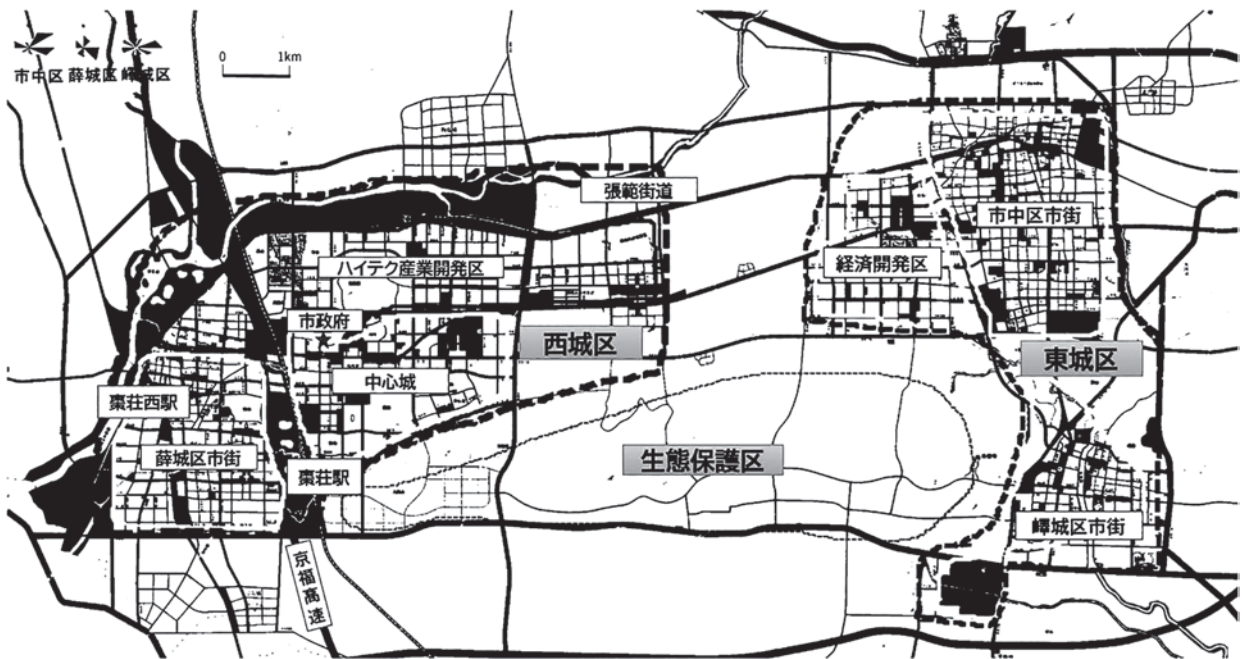 市中区 薛城区 嶧城区
0 1km
張範街道
市中区市街
ハイテク産業開発区
経済開発区
市政府
西城区
東城区
中心城
棗荘西駅
薛城区市街
棗荘駅
生態保護区
嶧城区市街
京福高速